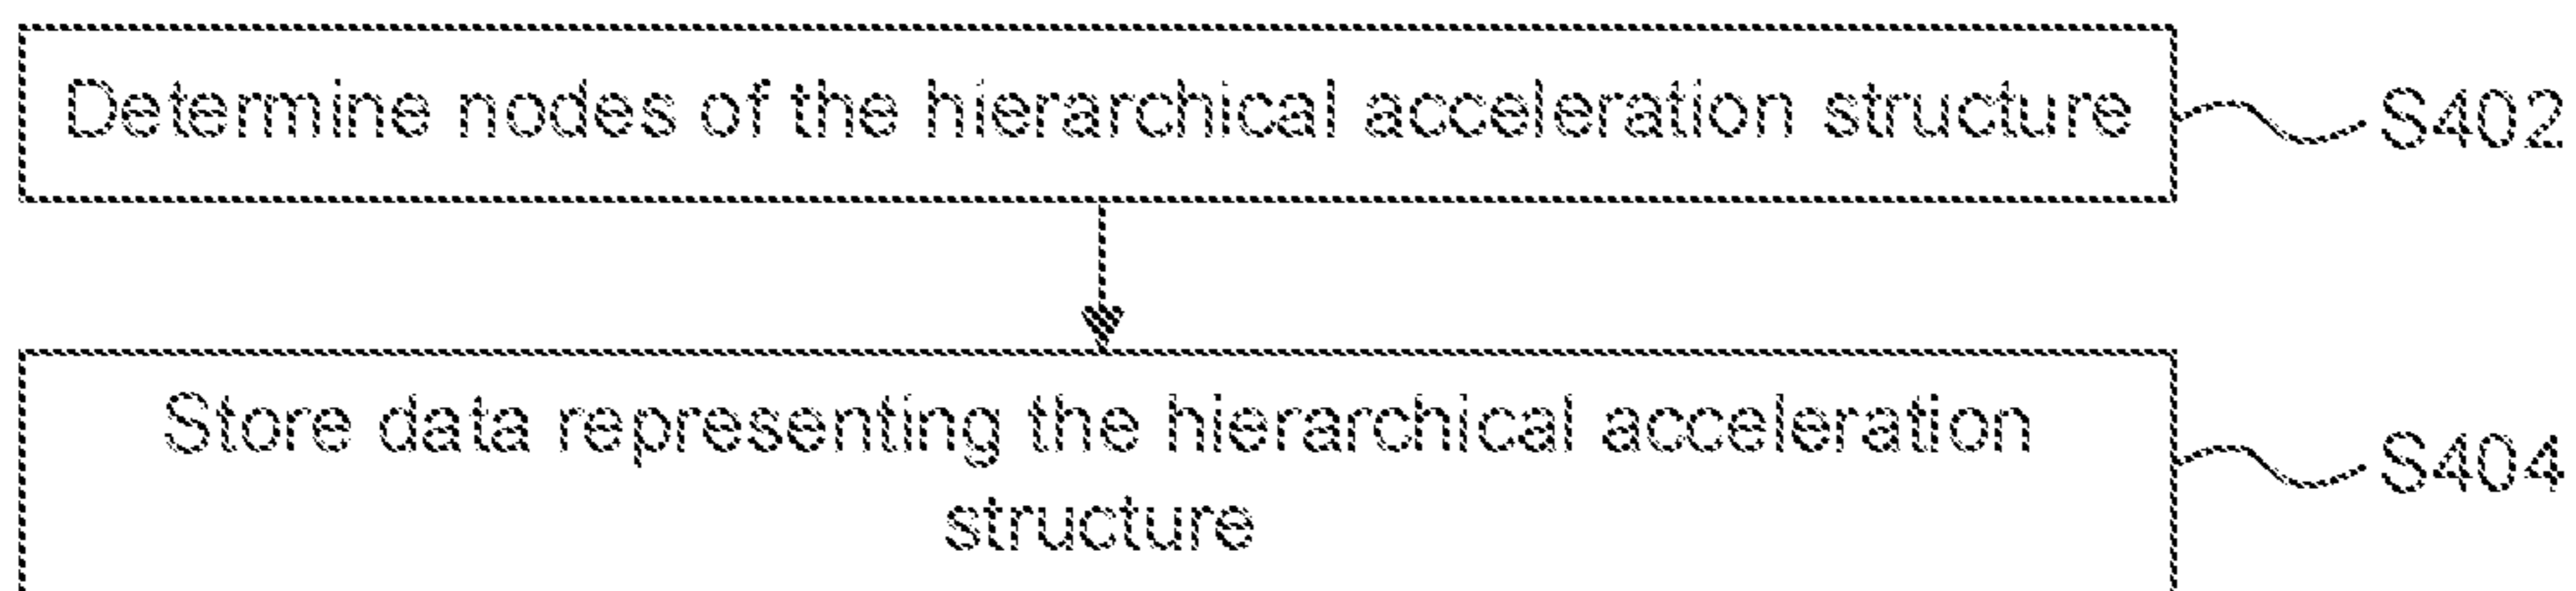 Determine nodes of the hierarchical acceleration structure
S402
Store data representing the hierarchical acceleration
structure
S404